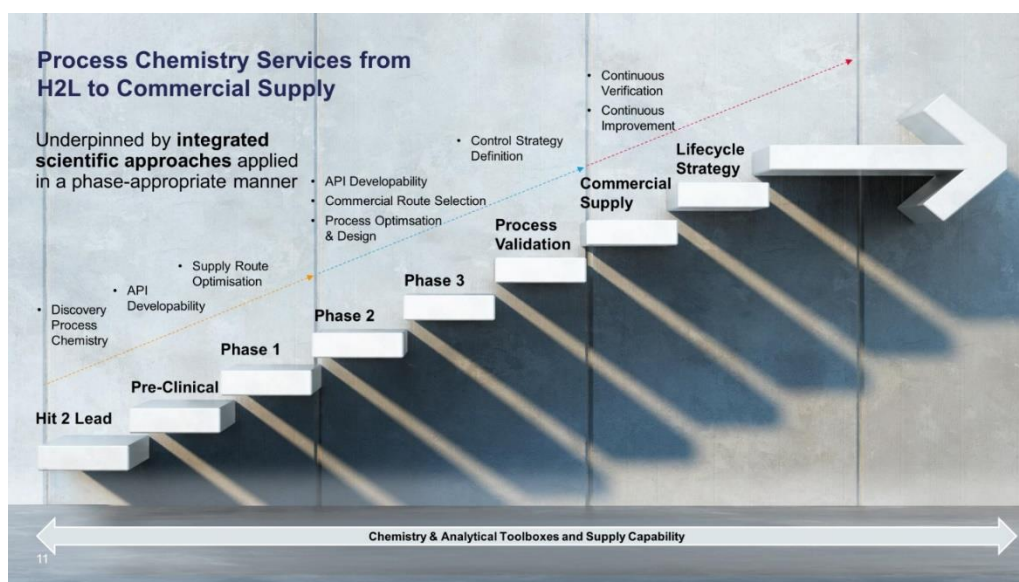 Process Chemistry Services from
H2L to Commercial Supply
Underpinned by integrated
scientific approaches applied
in a phase-appropriate manner
• Discovery
Process
Chemistry
• API
Developability
• Supply Route
Optimisation
• API Developability
• Commercial Route Selection
• Process Optimsation
& Design
• Control Strategy
Definition
• Continuous
Verification
• Continuous
Improvement
Hit 2 Lead
Pre-Clinical
Phase 1
Phase 2
Phase 3
Process
Validation
Commercial
Supply
Lifecycle
Strategy
Chemistry & Analytical Toolboxes and Supply Capability
11